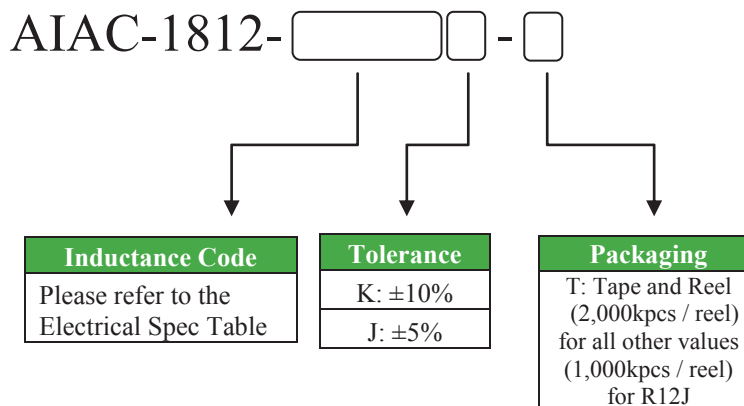 AIAC-1812- -
Inductance Code
Please refer to the
Electrical Spec Table
Tolerance
K: ±10%
J: ±5%
Packaging
T: Tape and Reel
(2,000kpcs / reel)
for all other values
(1,000kpcs / reel)
for R12J